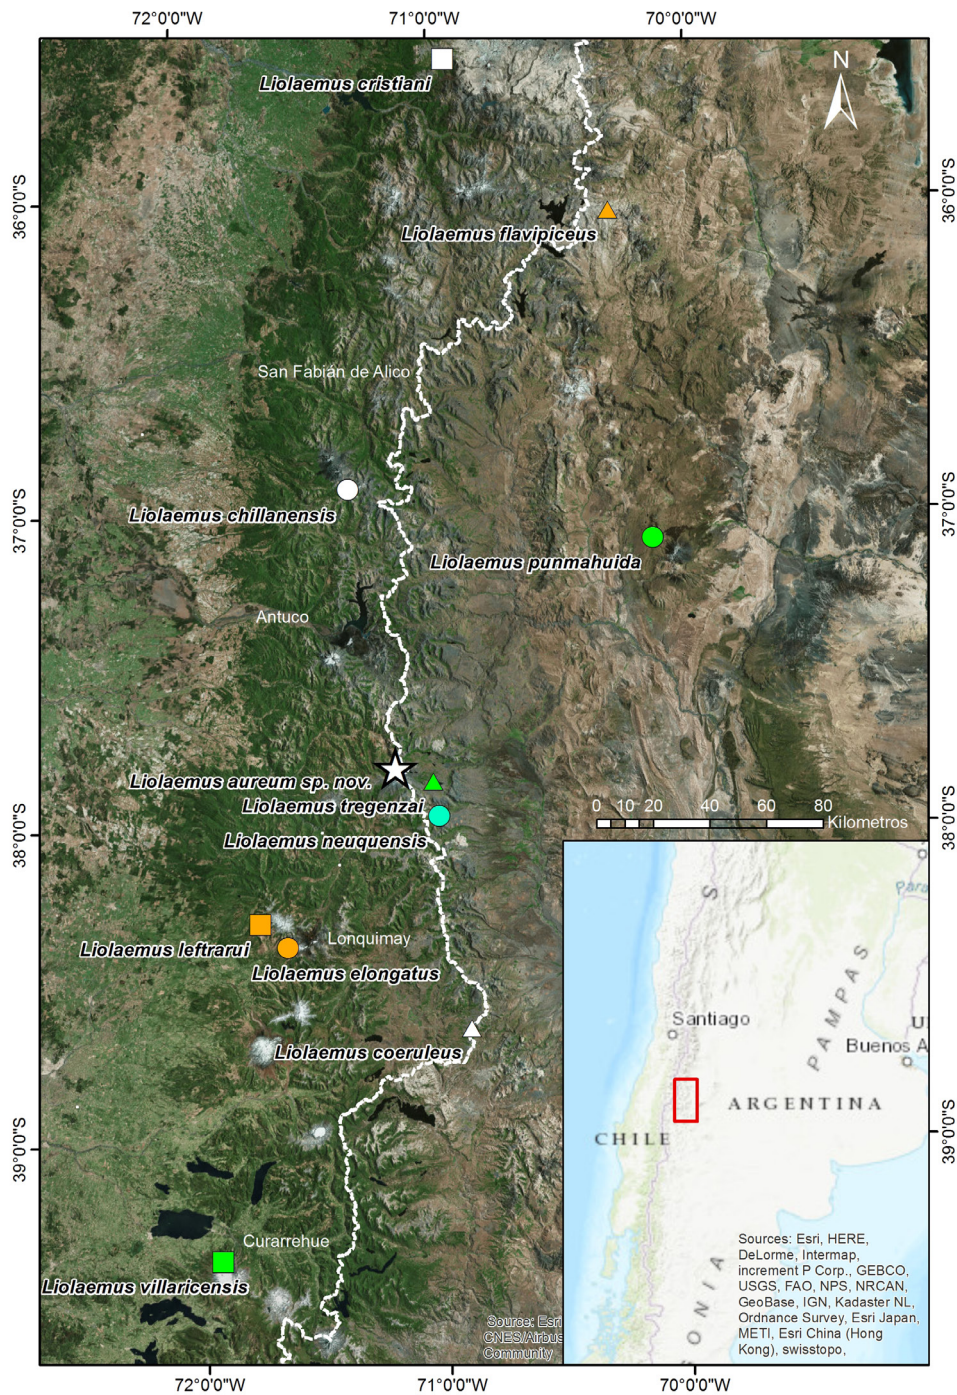 72°0'0"W
71°0'0"W
70°0'0"W
N
Liolaemus cristiani
36°0'0"S
36°0'0"S
Liolaemus flavipiceus
San Fabián de Alico
37°0'0"S
37°0'0"S
Liolaemus chillanensis
Liolaemus punmahuida
Antuco
Liolaemus aureum sp. nov.
Liolaemus tregenzai
0 10 20 40 60 80
Kilometros
38°0'0"S
38°0'0"S
Liolaemus neuquensis
Liolaemus leftrarui
Lonquimay
Liolaemus elongatus
Liolaemus coeruleus
39°0'0"S
39°0'0"S
Curarrehue
Liolaemus villaricensis
Source: Esri
CNES/Airbus
Community
S
PAMPAS
Para
Santiago
U
Buenos A
ARGENTINA
CHILE
ONIA
Sources: Esri, HERE,
DeLorme, Intermap,
increment P Corp., GEBCO,
USGS, FAO, NPS, NRCAN,
GeoBase, IGN, Kadaster NL,
Ordnance Survey, Esri Japan,
METI, Esri China (Hong
Kong), swisstopo,
72°0'0"W
71°0'0"W
70°0'0"W